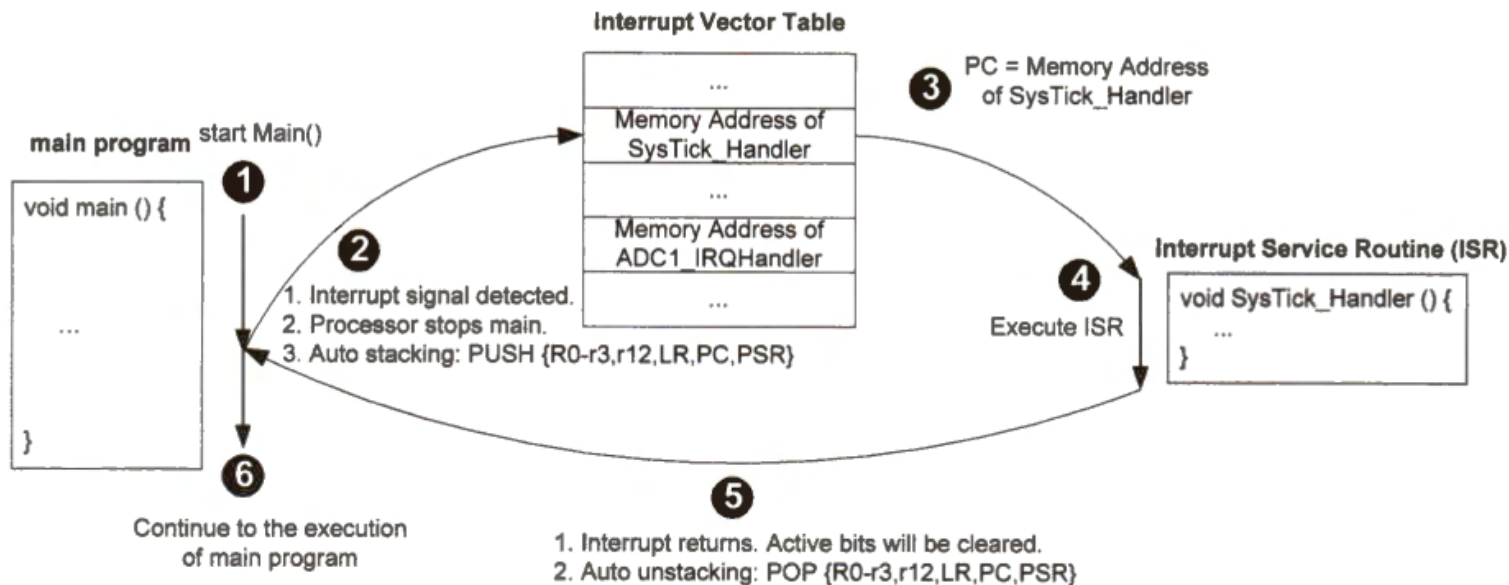 Interrupt Vector Table
...
Memory Address of
SysTick_Handler
...
Memory Address of
ADC1_IRQHandler
...
3
PC = Memory Address
of SysTick_Handler
main program
start Main()
1
void main () {
...
}
2
1. Interrupt signal detected.
2. Processor stops main.
3. Auto stacking: PUSH {R0-r3,r12,LR,PC,PSR}
4
Execute ISR
Interrupt Service Routine (ISR)
void SysTick_Handler () {
...
}
5
1. Interrupt returns. Active bits will be cleared.
2. Auto unstacking: POP {R0-r3,r12,LR,PC,PSR}
6
Continue to the execution
of main program